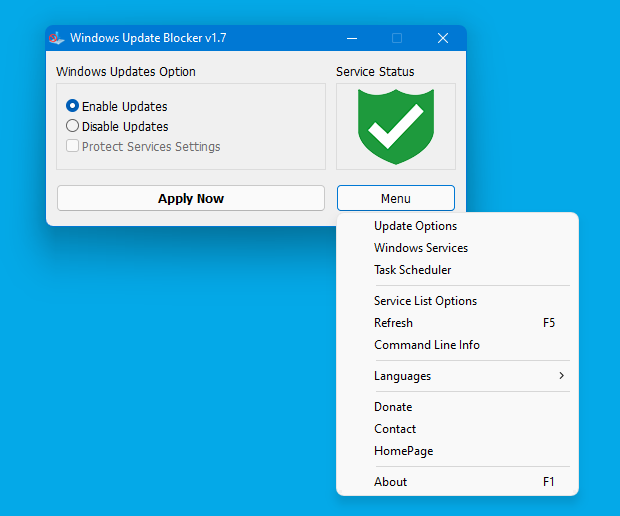 Windows Update Blocker v1.7
Windows Updates Option
Service Status
Enable Updates
Disable Updates
Protect Services Settings
Apply Now
Menu
Update Options
Windows Services
Task Scheduler
Service List Options
Refresh F5
Command Line Info
Languages
Donate
Contact
HomePage
About F1